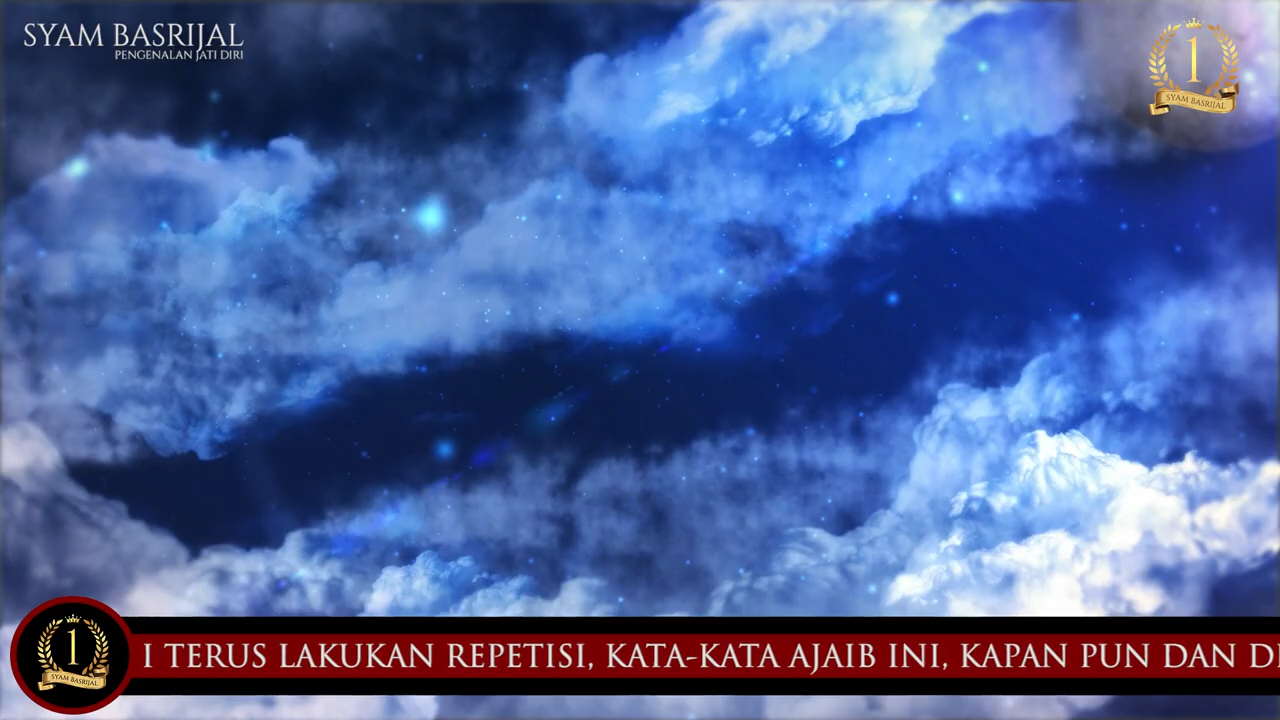 SYAM BASRIJAL
PENGENALAN JATI DIRI
1
SYAM BASRIJAL
1
SYAM BASRIJAL
I TERUS LAKUKAN REPETISI, KATA-KATA AJAIB INI, KAPAN PUN DAN